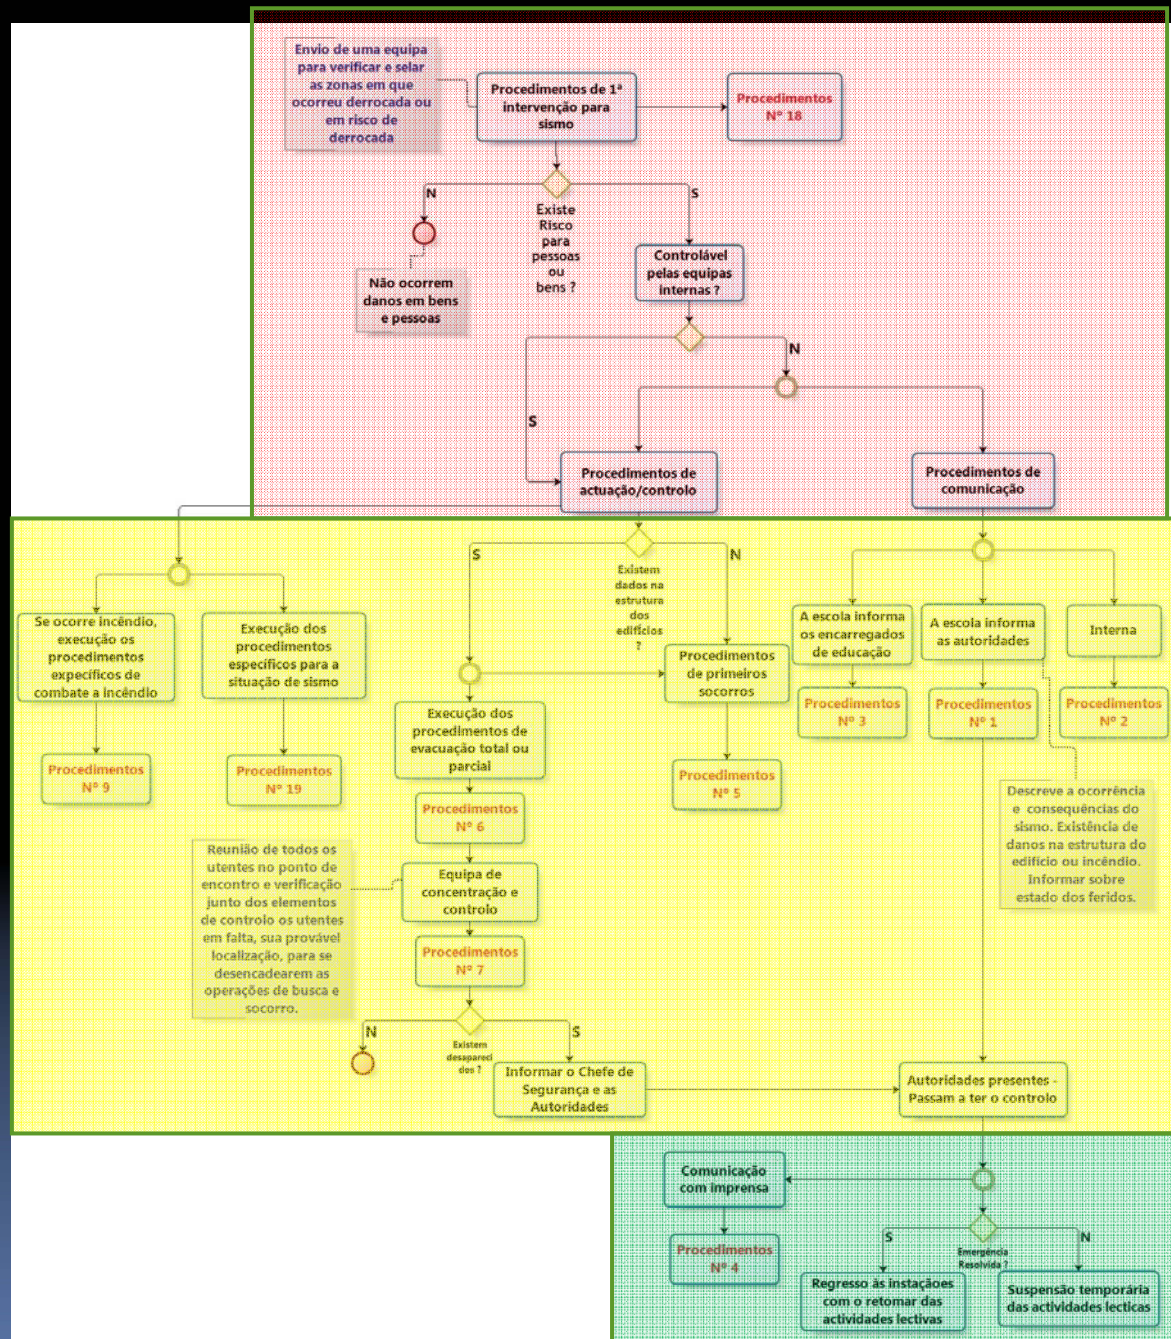 Envio de uma equipa
para verificar e selar
as zonas em que
ocorreu derrocada ou
em risco de
derrocada
Procedimentos de 1ª
intervenção para
sismo
Procedimentos
Nº 18
N
S
Existe
Risco
para
pessoas
ou
bens ?
Não ocorrem
danos em bens
e pessoas
Controlável
pelas equipas
internas ?
N
S
Procedimentos de
actuação/controlo
Procedimentos de
comunicação
S
N
Existem
dados na
estrutura
dos
edifícios
?
Se ocorre incêndio,
execução os
procedimentos
expecíficos de
combate a incêndio
Execução dos
procedimentos
específicos para a
situação de sismo
Procedimentos
de primeiros
socorros
A escola informa
os encarregados
de educação
A escola informa
as autoridades
Interna
Procedimentos
Nº 3
Procedimentos
Nº 1
Procedimentos
Nº 2
Execução dos
procedimentos de
evacuação total ou
parcial
Procedimentos
Nº 9
Procedimentos
Nº 19
Procedimentos
Nº 5
Procedimentos
Nº 6
Descreve a ocorrência
e consequências do
sismo. Existência de
danos na estrutura do
edifício ou incêndio.
Informar sobre
estado dos feridos.
Reunião de todos os
utentes no ponto de
encontro e verificação
junto dos elementos
de controlo os utentes
em falta, sua provável
localização, para se
desencadearem as
operações de busca e
socorro.
Equipa de
concentração e
controlo
Procedimentos
Nº 7
N
S
Existem
desapareci
dos ?
Informar o Chefe de
Segurança e as
Autoridades
Autoridades presentes -
Passam a ter o controlo
Comunicação
com imprensa
Procedimentos
Nº 4
S
N
Emergência
Resolvida ?
Regresso às instações
com o retomar das
actividades lectivas
Suspensão temporária
das actividades lecticas